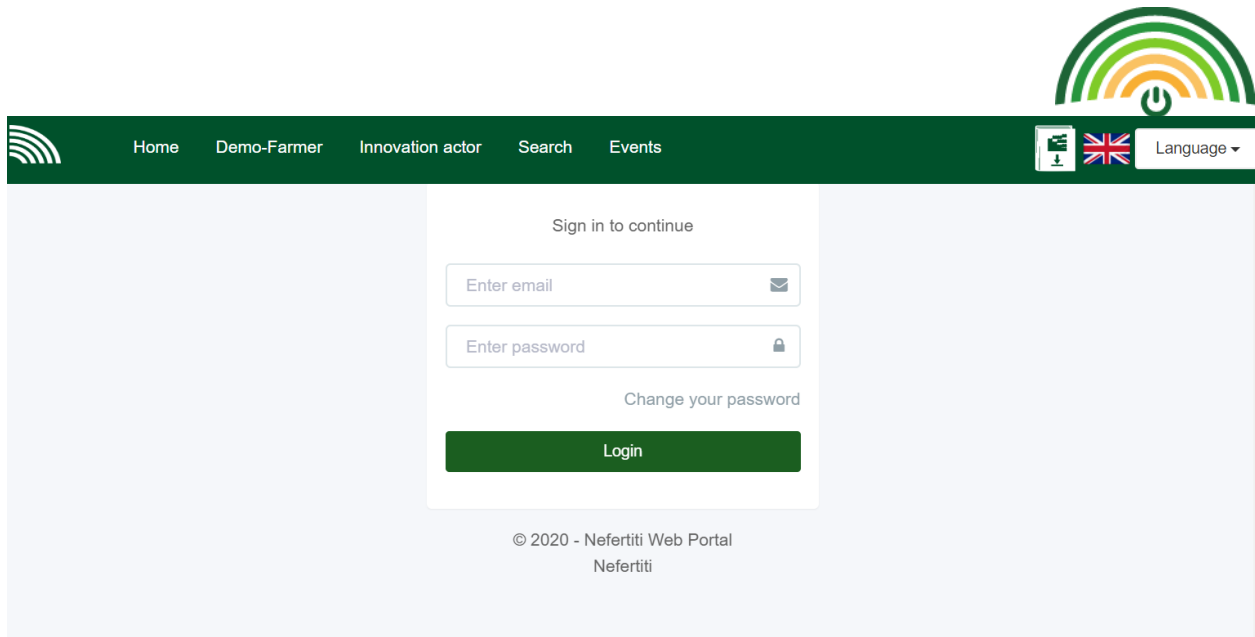 Home Demo-Farmer Innovation actor Search Events Language
Sign in to continue
Enter email
Enter password
Change your password
Login
© 2020 - Nefertiti Web Portal
Nefertiti